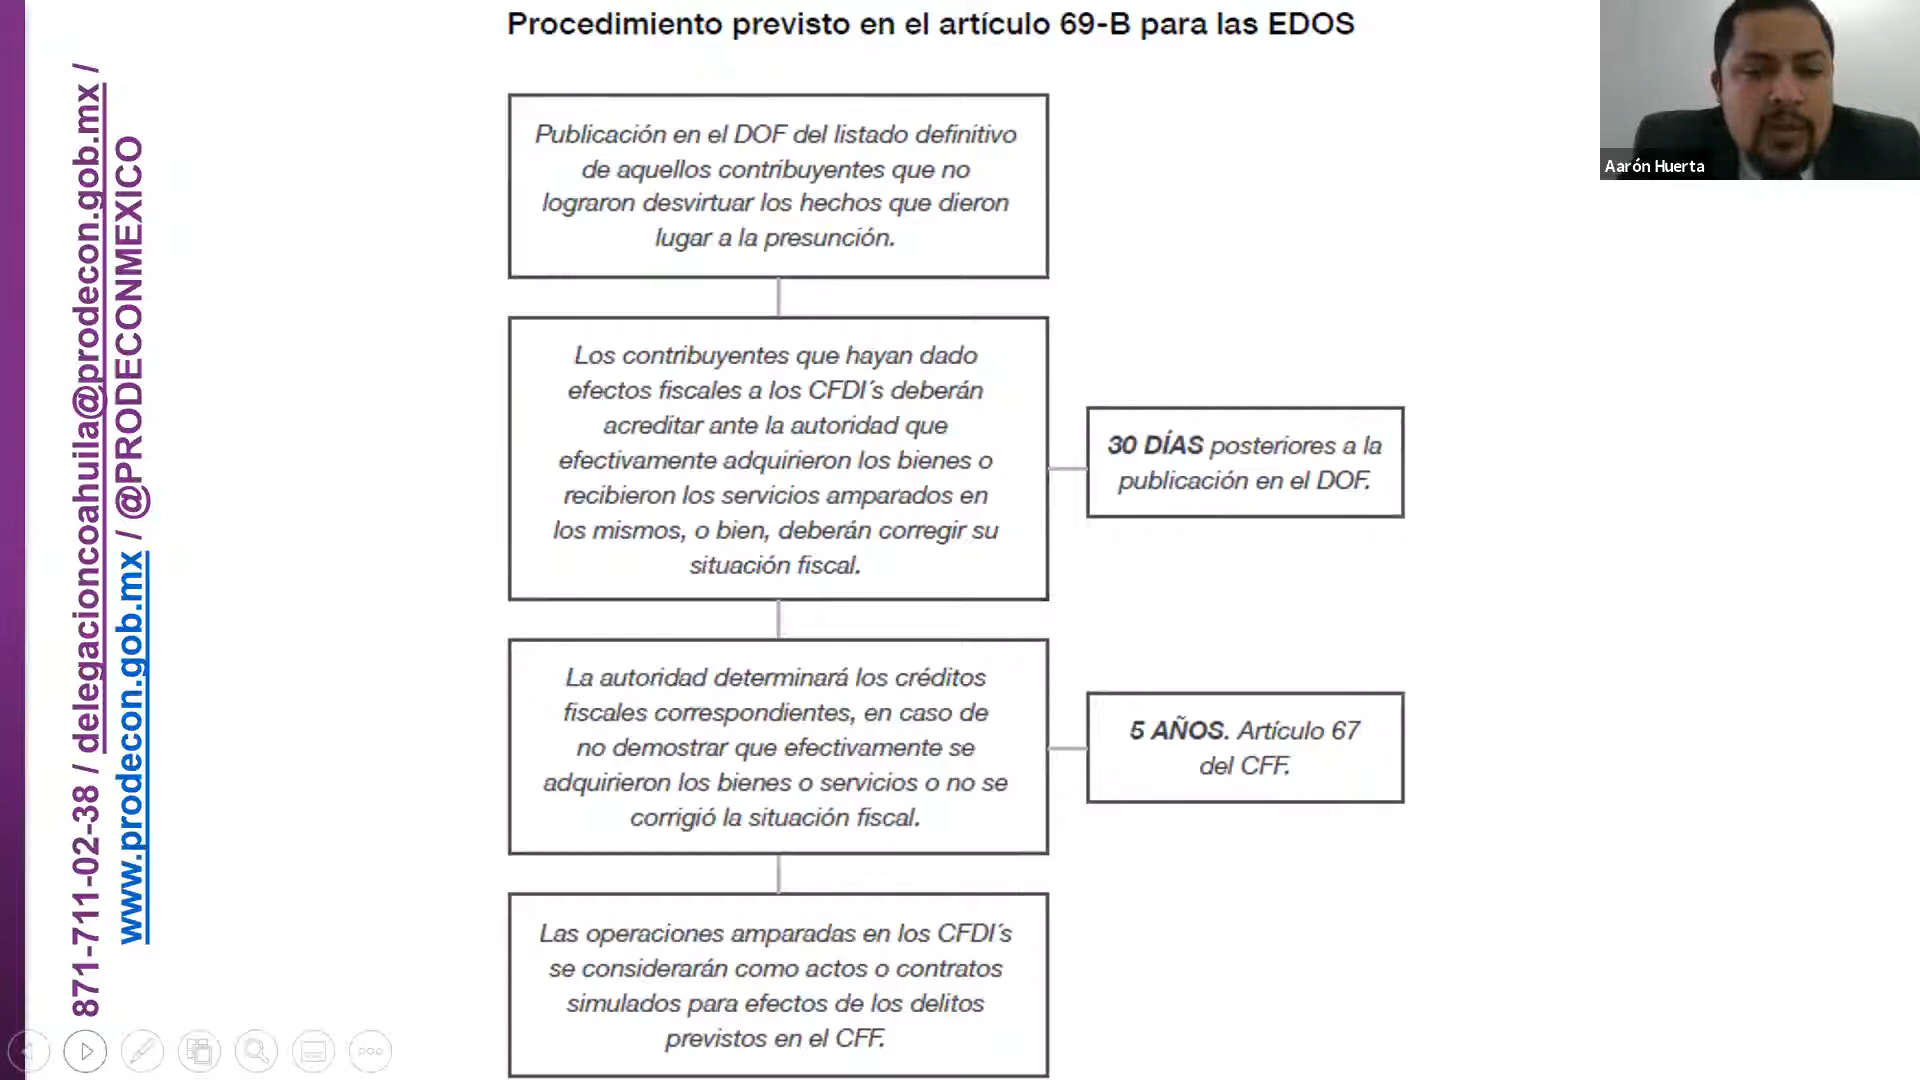 Procedimiento previsto en el artículo 69-B para las EDOS
Publicación en el DOF del listado definitivo
de aquellos contribuyentes que no
lograron desvirtuar los hechos que dieron
lugar a la presunción.
Los contribuyentes que hayan dado
efectos fiscales a los CFDI´s deberán
acreditar ante la autoridad que
efectivamente adquirieron los bienes o
recibieron los servicios amparados en
los mismos, o bien, deberán corregir su
situación fiscal.
30 DÍAS posteriores a la
publicación en el DOF.
La autoridad determinará los créditos
fiscales correspondientes, en caso de
no demostrar que efectivamente se
adquirieron los bienes o servicios o no se
corrigió la situación fiscal.
5 AÑOS. Artículo 67
del CFF.
Las operaciones amparadas en los CFDI´s
se considerarán como actos o contratos
simulados para efectos de los delitos
previstos en el CFF.
871-711-02-38 / delegacioncoahuila@prodecon.gob.mx /
www.prodecon.gob.mx / @PRODECONMEXICO
Aarón Huerta